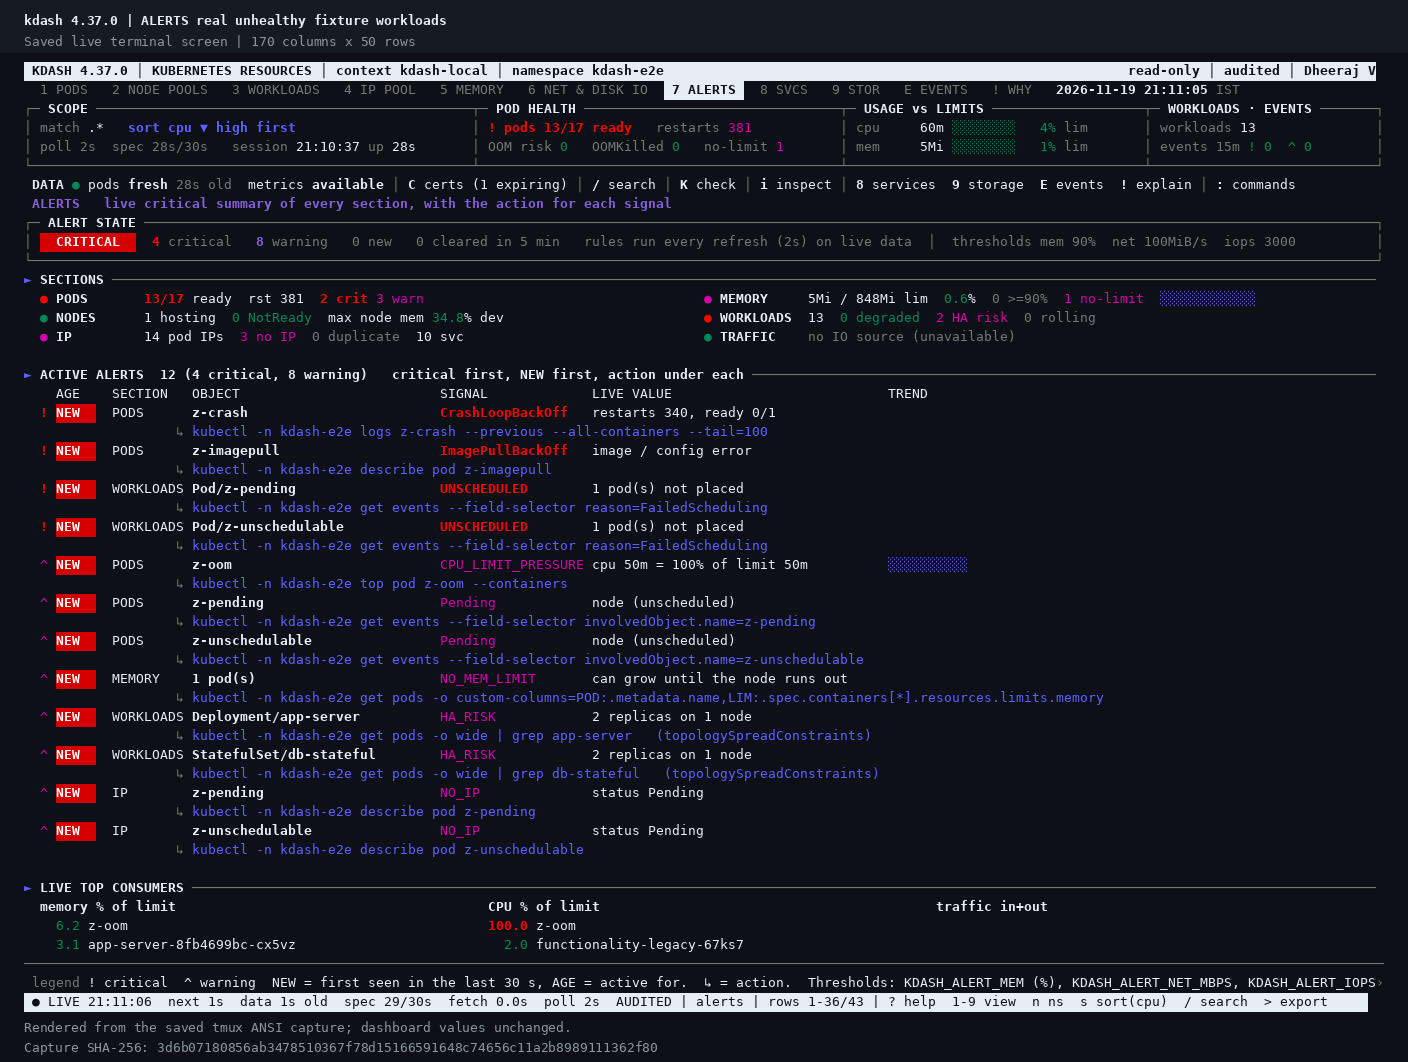 kdash 4.37.0 | ALERTS real unhealthy fixture workloads
Saved live terminal screen | 170 columns x 50 rows
KDASH 4.37.0 │ KUBERNETES RESOURCES │ context kdash-local │ namespace kdash-e2e read-only │ audited │ Dheeraj V
1 PODS 2 NODE POOLS 3 WORKLOADS 4 IP POOL 5 MEMORY 6 NET & DISK IO 7 ALERTS 8 SVCS 9 STOR E EVENTS ! WHY 2026-11-19 21:11:05 IST
SCOPE POD HEALTH USAGE vs LIMITS WORKLOADS · EVENTS
match .* sort cpu ▼ high first │ ! pods 13/17 ready restarts 381 │ cpu 60m ░░░░░░░░ 4% lim │ workloads 13
poll 2s spec 28s/30s session 21:10:37 up 28s │ OOM risk 0 OOMKilled 0 no-limit 1 │ mem 5Mi ░░░░░░░░ 1% lim │ events 15m ! 0 ^ 0
DATA ● pods fresh 28s old metrics available │ C certs (1 expiring) │ / search │ K check │ i inspect │ 8 services 9 storage E events ! explain │ : commands
ALERTS live critical summary of every section, with the action for each signal
ALERT STATE
CRITICAL 4 critical 8 warning 0 new 0 cleared in 5 min rules run every refresh (2s) on live data │ thresholds mem 90% net 100MiB/s iops 3000
► SECTIONS
● PODS 13/17 ready rst 381 2 crit 3 warn ● MEMORY 5Mi / 848Mi lim 0.6% 0 >=90% 1 no-limit ░░░░░░░░░░░░
● NODES 1 hosting 0 NotReady max node mem 34.8% dev ● WORKLOADS 13 0 degraded 2 HA risk 0 rolling
● IP 14 pod IPs 3 no IP 0 duplicate 10 svc ● TRAFFIC no IO source (unavailable)
► ACTIVE ALERTS 12 (4 critical, 8 warning) critical first, NEW first, action under each
AGE SECTION OBJECT SIGNAL LIVE VALUE TREND
! NEW PODS z-crash CrashLoopBackOff restarts 340, ready 0/1
↳ kubectl -n kdash-e2e logs z-crash --previous --all-containers --tail=100
! NEW PODS z-imagepull ImagePullBackOff image / config error
↳ kubectl -n kdash-e2e describe pod z-imagepull
! NEW WORKLOADS Pod/z-pending UNSCHEDULED 1 pod(s) not placed
↳ kubectl -n kdash-e2e get events --field-selector reason=FailedScheduling
! NEW WORKLOADS Pod/z-unschedulable UNSCHEDULED 1 pod(s) not placed
↳ kubectl -n kdash-e2e get events --field-selector reason=FailedScheduling
^ NEW PODS z-oom CPU_LIMIT_PRESSURE cpu 50m = 100% of limit 50m ░░░░░░░░░░
↳ kubectl -n kdash-e2e top pod z-oom --containers
^ NEW PODS z-pending Pending node (unscheduled)
↳ kubectl -n kdash-e2e get events --field-selector involvedObject.name=z-pending
^ NEW PODS z-unschedulable Pending node (unscheduled)
↳ kubectl -n kdash-e2e get events --field-selector involvedObject.name=z-unschedulable
^ NEW MEMORY 1 pod(s) NO_MEM_LIMIT can grow until the node runs out
↳ kubectl -n kdash-e2e get pods -o custom-columns=POD:.metadata.name,LIM:.spec.containers[*].resources.limits.memory
^ NEW WORKLOADS Deployment/app-server HA_RISK 2 replicas on 1 node
↳ kubectl -n kdash-e2e get pods -o wide | grep app-server (topologySpreadConstraints)
^ NEW WORKLOADS StatefulSet/db-stateful HA_RISK 2 replicas on 1 node
↳ kubectl -n kdash-e2e get pods -o wide | grep db-stateful (topologySpreadConstraints)
^ NEW IP z-pending NO_IP status Pending
↳ kubectl -n kdash-e2e describe pod z-pending
^ NEW IP z-unschedulable NO_IP status Pending
↳ kubectl -n kdash-e2e describe pod z-unschedulable
► LIVE TOP CONSUMERS
memory % of limit CPU % of limit traffic in+out
6.2 z-oom 100.0 z-oom
3.1 app-server-8fb4699bc-cx5vz 2.0 functionality-legacy-67ks7
legend ! critical ^ warning NEW = first seen in the last 30 s, AGE = active for. ↳ = action. Thresholds: KDASH_ALERT_MEM (%), KDASH_ALERT_NET_MBPS, KDASH_ALERT_IOPS›
● LIVE 21:11:06 next 1s data 1s old spec 29/30s fetch 0.0s poll 2s AUDITED | alerts | rows 1-36/43 | ? help 1-9 view n ns s sort(cpu) / search > export
Rendered from the saved tmux ANSI capture; dashboard values unchanged.
Capture SHA-256: 3d6b07180856ab3478510367f78d15166591648c74656c11a2b8989111362f80